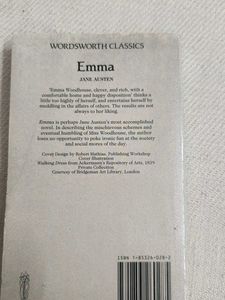 WORDSWORTH CLASSICS
Emma
JANE AUSTEN
'Emma Woodhouse, clever, and rich, with a
comfortable home and happy disposition' thinks a
little too highly of herself, and entertains herself by
meddling in the affairs of others. The results are not
always to her liking.
Emma is perhaps Jane Austen's most accomplished
novel. In describing the mischievous schemes and
eventual humbling of Miss Woodhouse, the author
loses no opportunity to poke ironic fun at the society
and social mores of the day.
Cover Design by Robert Mathias, Publishing Workshop
Cover Illustration
Walking Dress from Ackermann's Repository of Arts, 1825
Private Collection
Courtesy of Bridgeman Art Library, London
ISBN 1-85326-028-2